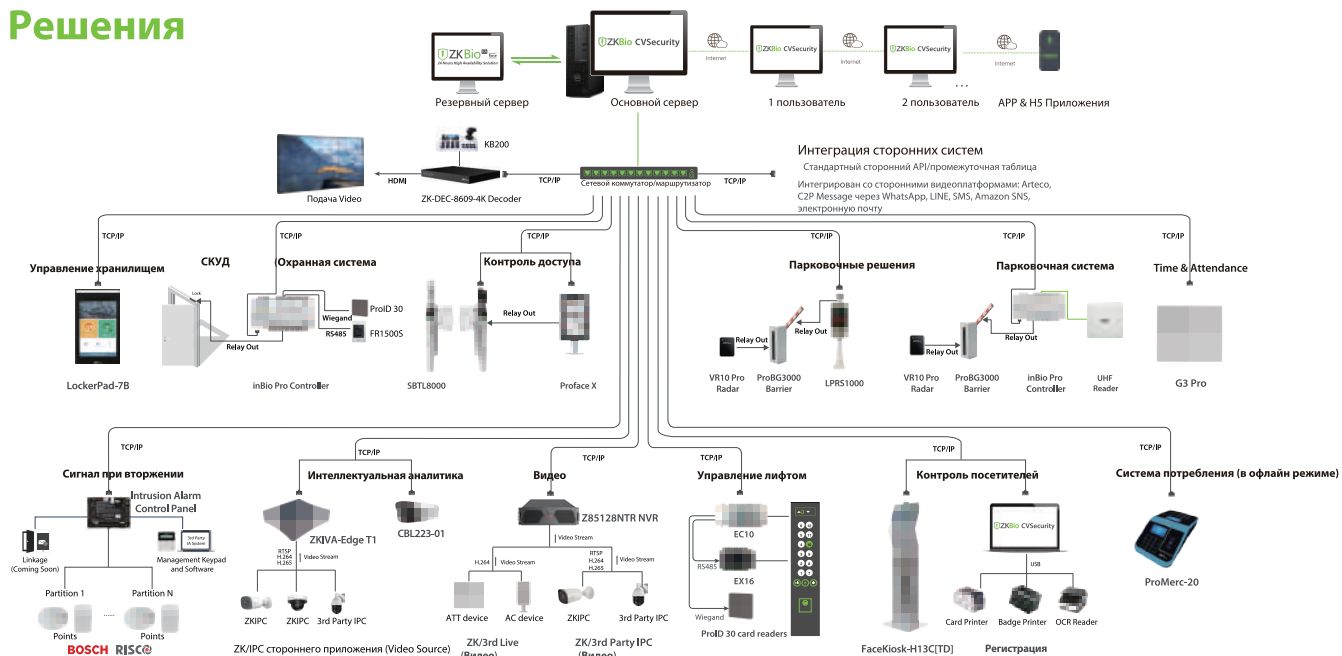 Решения
ZKBio
24 Hours High Availability Solution
ZKBio CVSecurity
Internet
ZKBio CVSecurity
Internet
ZKBio CVSecurity
Internet
...
Резервный сервер
Основной сервер
1 пользователь
2 пользователь
APP & H5 Приложения
KB200
HDMI
TCP/IP
Сетевой коммутатор/маршрутизатор
TCP/IP
Подача Video
ZK-DEC-8609-4K Decoder
Интеграция сторонних систем
Стандартный сторонний API/промежуточная таблица
Интегрирован со сторонними видеоплатформами: Arteco,
C2P Message через WhatsApp, LINE, SMS, Amazon SNS,
электронную почту
TCP/IP
TCP/IP
TCP/IP
TCP/IP
TCP/IP
TCP/IP
Управление хранилищем
СКУД
(Охранная система
Контроль доступа
Парковочные решения
Парковочная система
Time & Attendance
Lock
Relay Out
Wiegand
ProID 30
RS485
FR1500S
Relay Out
Relay Out
Relay Out
Relay Out
Relay Out
LockerPad-7B
inBio Pro Controller
SBTL8000
Proface X
VR10 Pro
Radar
ProBG3000
Barrier
LPRS1000
VR10 Pro
Radar
ProBG3000
Barrier
inBio Pro
Controller
UHF
Reader
G3 Pro
TCP/IP
TCP/IP
TCP/IP
TCP/IP
TCP/IP
TCP/IP
Сигнал при вторжении
Интеллектуальная аналитика
Видео
Управление лифтом
Контроль посетителей
Система потребления (в офлайн режиме)
Intrusion Alarm
Control Panel
3rd Party
IA System
Linkage
(Coming Soon)
Management Keypad
and Software
Partition 1
Partition N
......
Points
Points
BOSCH
RISCO
ZKIVA-Edge T1
CBL223-01
RTSP
H.264
H.265
Video Stream
ZKIPC
ZKIPC
3rd Party IPC
ZK/IPC стороннего приложения (Video Source)
Z85128NTR NVR
Video Stream
H.264
Video Stream
RTSP
H.264
H.265
Video Stream
ATT device
AC device
ZKIPC
3rd Party IPC
ZK/3rd Live
(Видео)
ZK/3rd Party IPC
(Видео)
EC10
RS485
EX16
Wiegand
ProID 30 card readers
FaceKiosk-H13C[TD]
ZKBio CVSecurity
USB
Card Printer
Badge Printer
OCR Reader
Регистрация
ProMerc-20